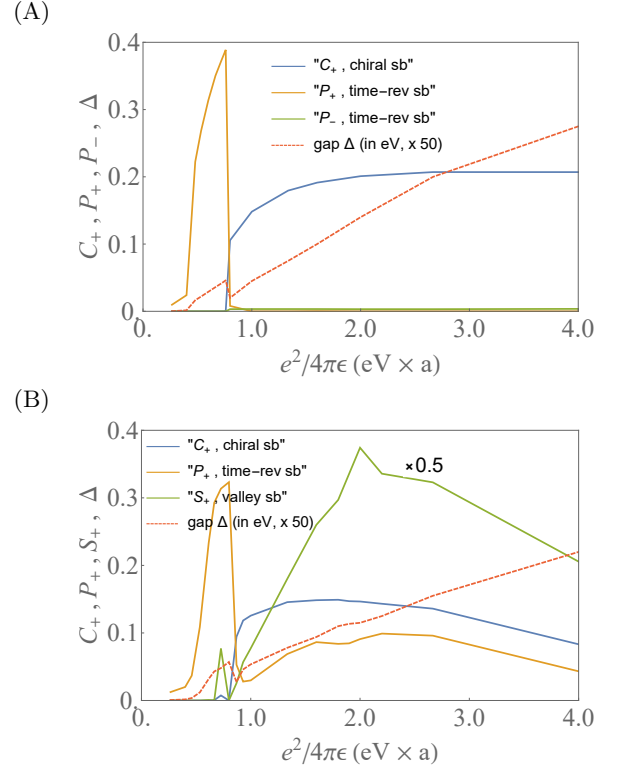 (A)
0.4
0.3
0.2
0.1
0.
C₊ , P₊ , P₋ , Δ
"C₊ , chiral sb"
"P₊ , time−rev sb"
"P₋ , time−rev sb"
gap Δ (in eV, x 50)
0. 1.0 2.0 3.0 4.0
e²/4πϵ (eV × a)
(B)
0.4
0.3
0.2
0.1
0.
C₊ , P₊ , S₊ , Δ
"C₊ , chiral sb"
"P₊ , time−rev sb"
"S₊ , valley sb"
gap Δ (in eV, x 50)
×0.5
0. 1.0 2.0 3.0 4.0
e²/4πϵ (eV × a)